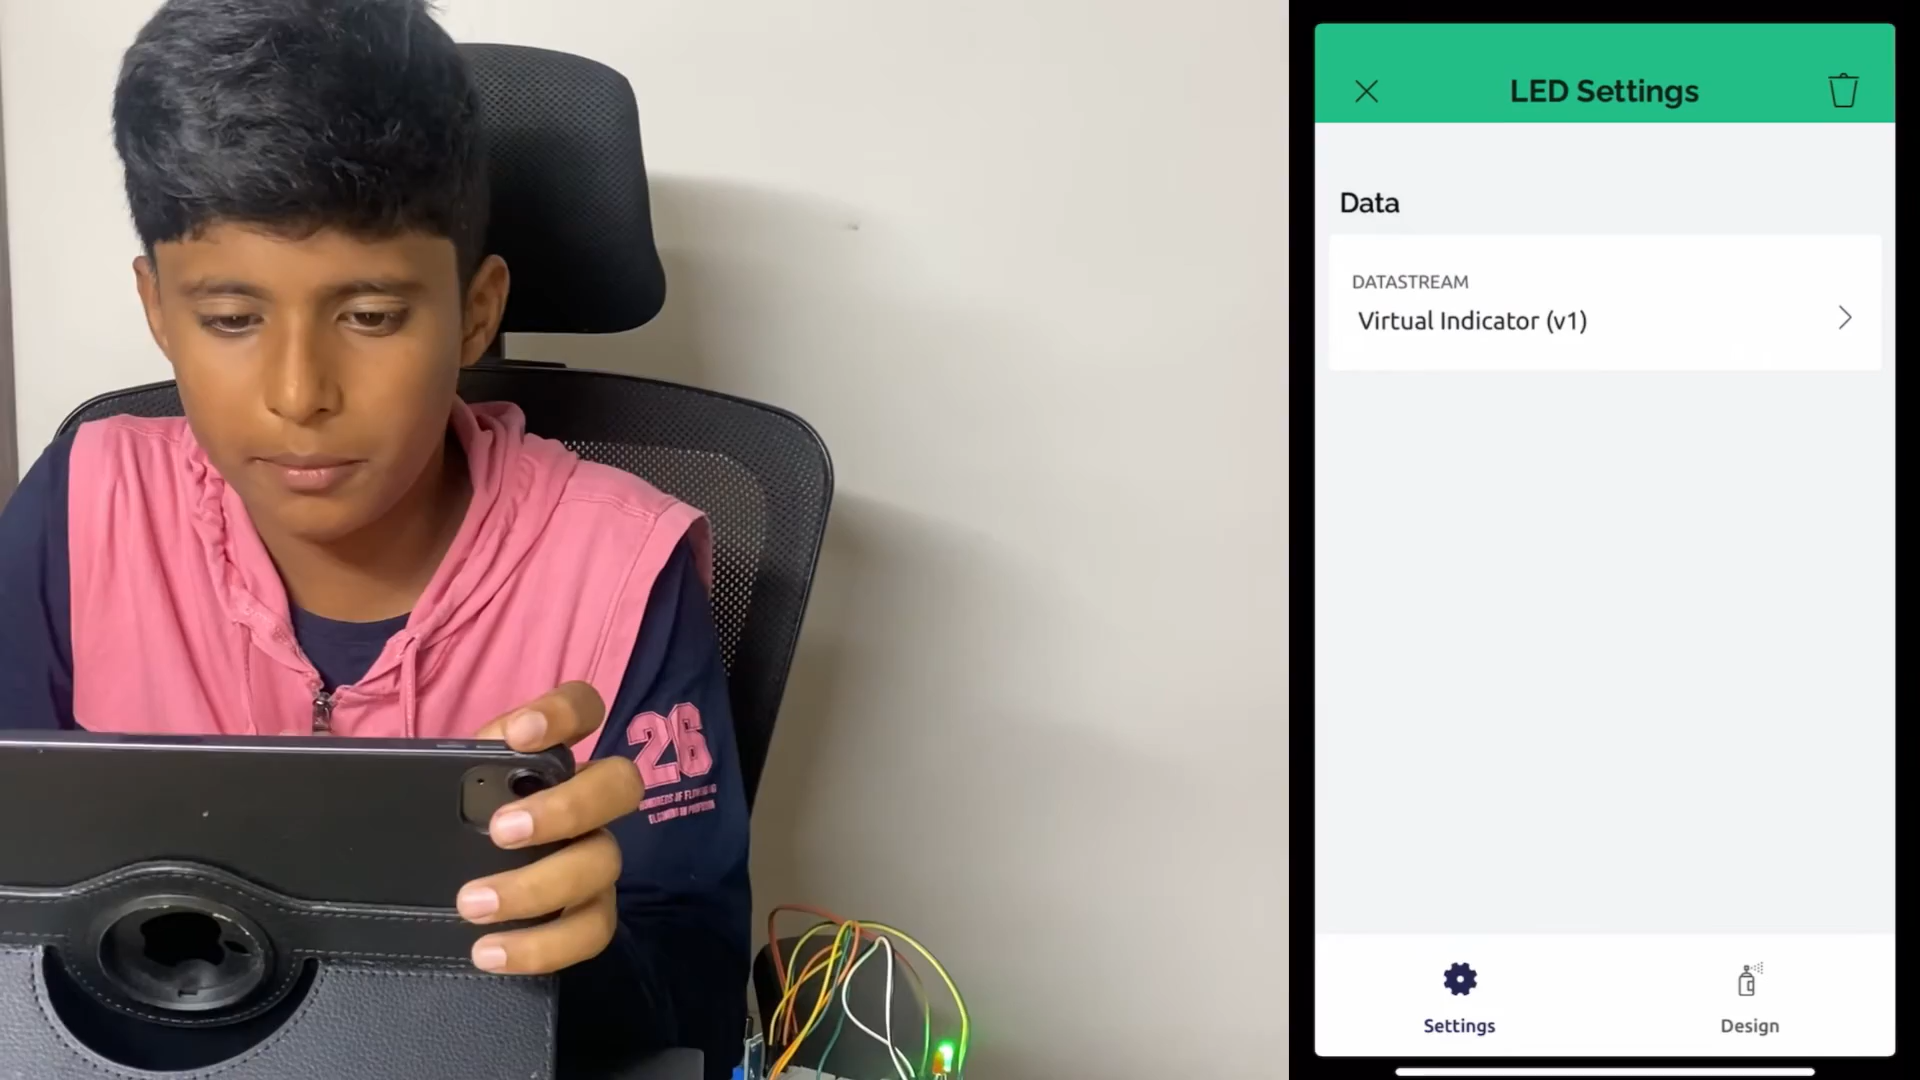 LED Settings
Data
DATASTREAM
Virtual Indicator (v1)
Settings
Design
26